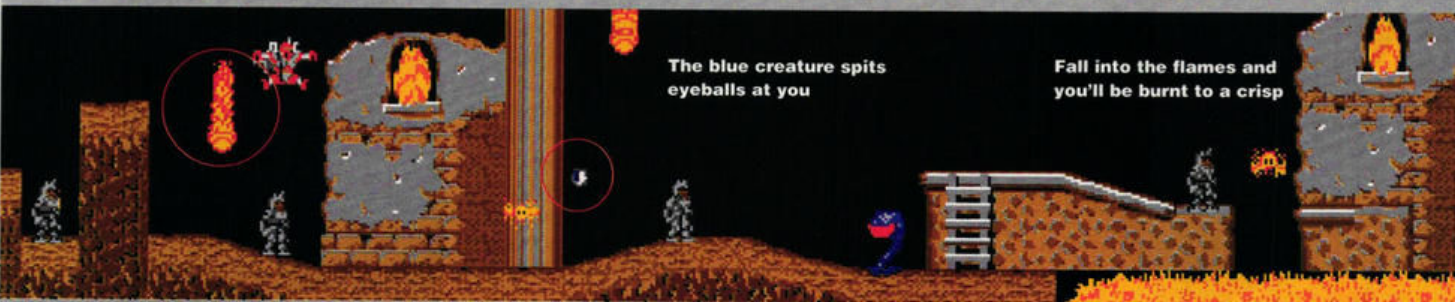 The blue creature spits
eyeballs at you
Fall into the flames and
you'll be burnt to a crisp